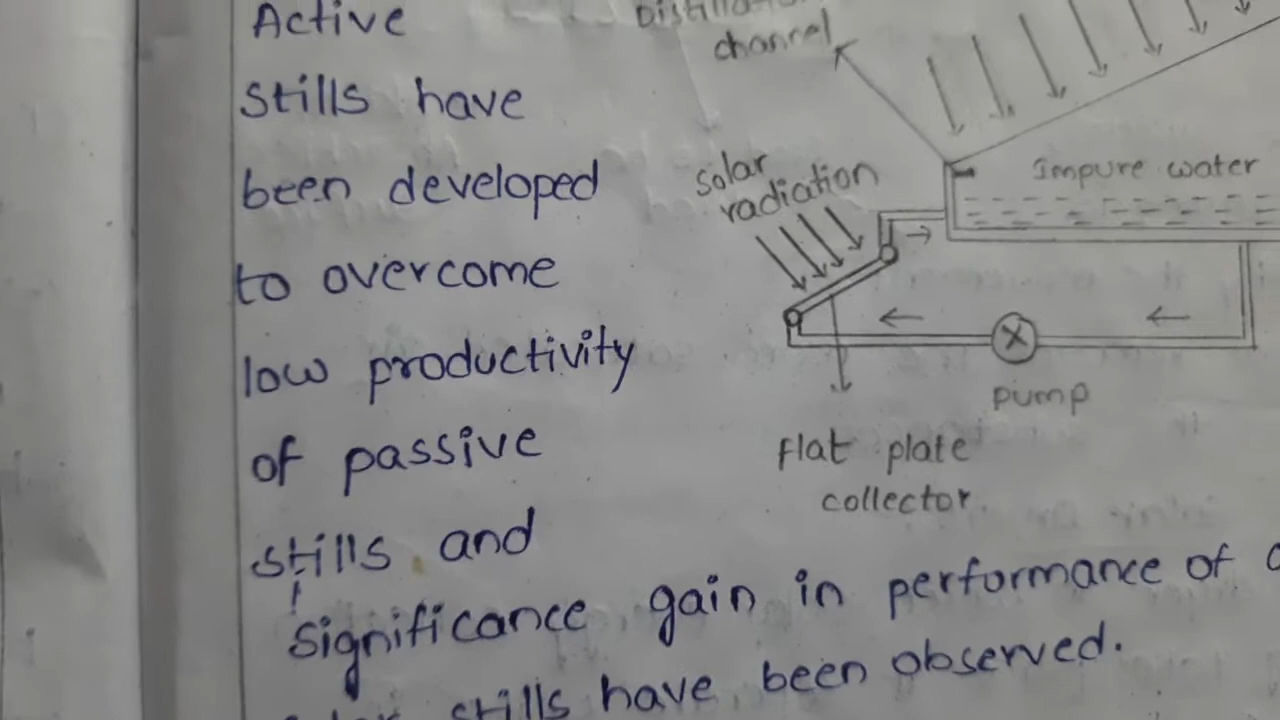 Active
stills have
been developed
to overcome
low productivity
of passive
stills and
significance gain in performance of
stills have been observed.
channel
solar
radiation
Impure water
pump
flat plate
collector.